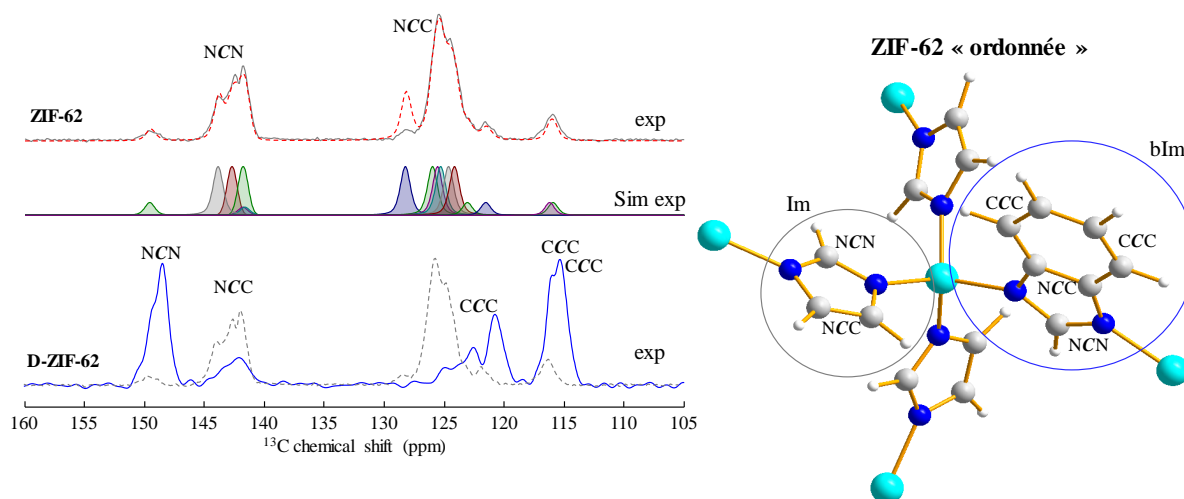 NCN
NCC
ZIF-62
exp
Sim exp
NCN
NCC
CCC
CCC
CCC
D-ZIF-62
exp
160 155 150 145 140 135 130 125 120 115 110 105
¹³C chemical shift (ppm)
ZIF-62 « ordonnée »
bIm
Im
NCN
NCC
CCC
CCC
NCC
NCN